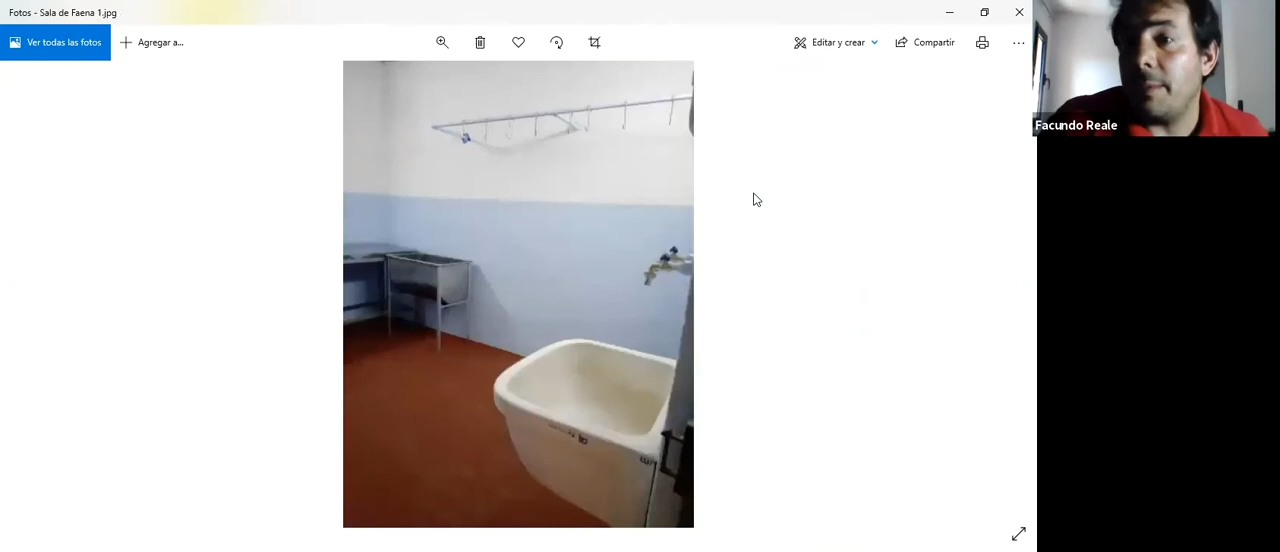 Fotos - Sala de Faena 1.jpg
Ver todas las fotos
Agregar a...
Editar y crear
Compartir
Facundo Reale